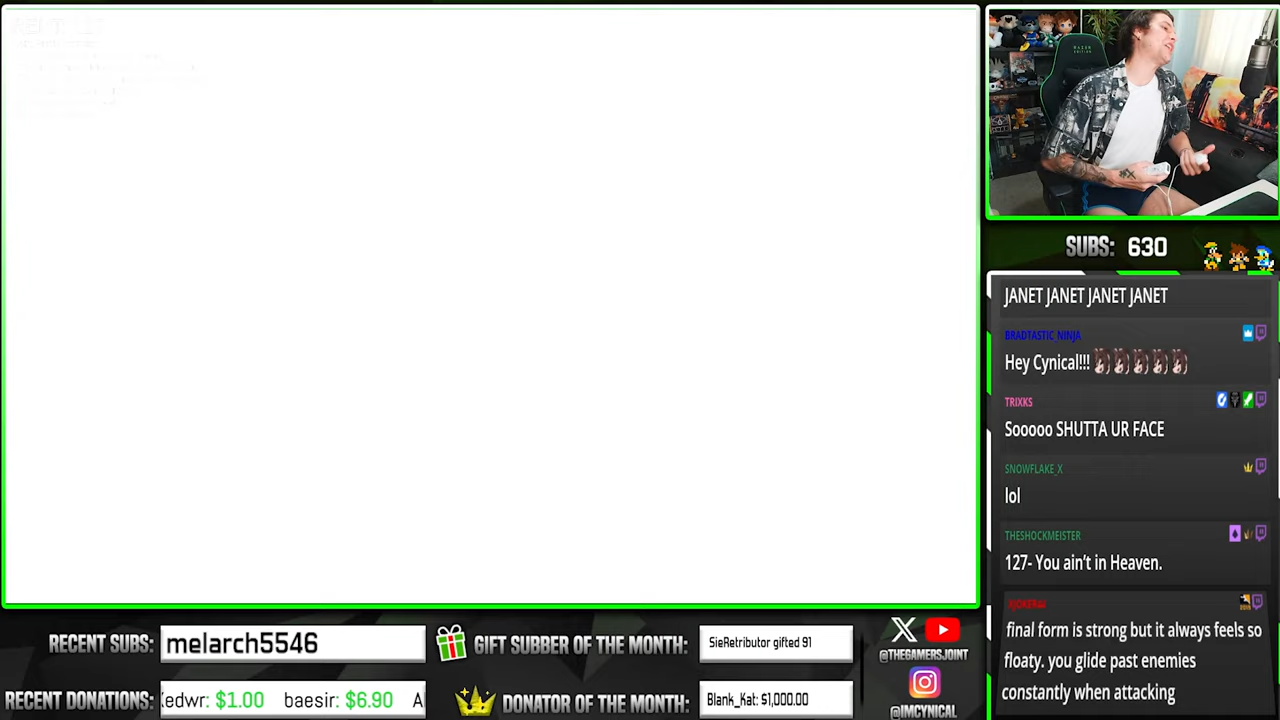 SUBS: 630
JANET JANET JANET JANET
BRADTASTIC_NINJA
Hey Cynical!!!
TRIXKS
Sooooo SHUTTA UR FACE
SNOWFLAKE_X
lol
THESHOCKMEISTER
127- You ain't in Heaven.
final form is strong but it always feels so
floaty. you glide past enemies
constantly when attacking
RECENT SUBS: melarch5546
GIFT SUBBER OF THE MONTH: SieRetributor gifted 91
@THEGAMERSJOINT
RECENT DONATIONS: edwr: $1.00 baesir: $6.90
DONATOR OF THE MONTH: Blank_Kat: $1,000.00
@IMCYNICAL